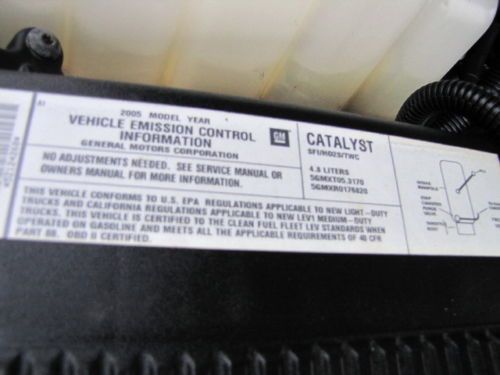 2005 MODEL YEAR
VEHICLE EMISSION CONTROL
INFORMATION
GENERAL MOTORS CORPORATION
GM
NO ADJUSTMENTS NEEDED. SEE SERVICE MANUAL OR
OWNERS MANUAL FOR MORE INFORMATION.
CATALYST
4.8 LITERS
THIS VEHICLE CONFORMS TO U.S. EPA REGULATIONS APPLICABLE TO NEW LIGHT-DUTY
TRUCKS AND CALIFORNIA REGULATIONS APPLICABLE TO NEW LEV1 MEDIUM-DUTY
TRUCKS. THIS VEHICLE IS CERTIFIED TO THE CLEAN FUEL FLEET LEV STANDARDS WHEN
OPERATED ON GASOLINE AND MEETS ALL THE APPLICABLE REQUIREMENTS OF 40 CFR
PART 88. OBD II CERTIFIED.